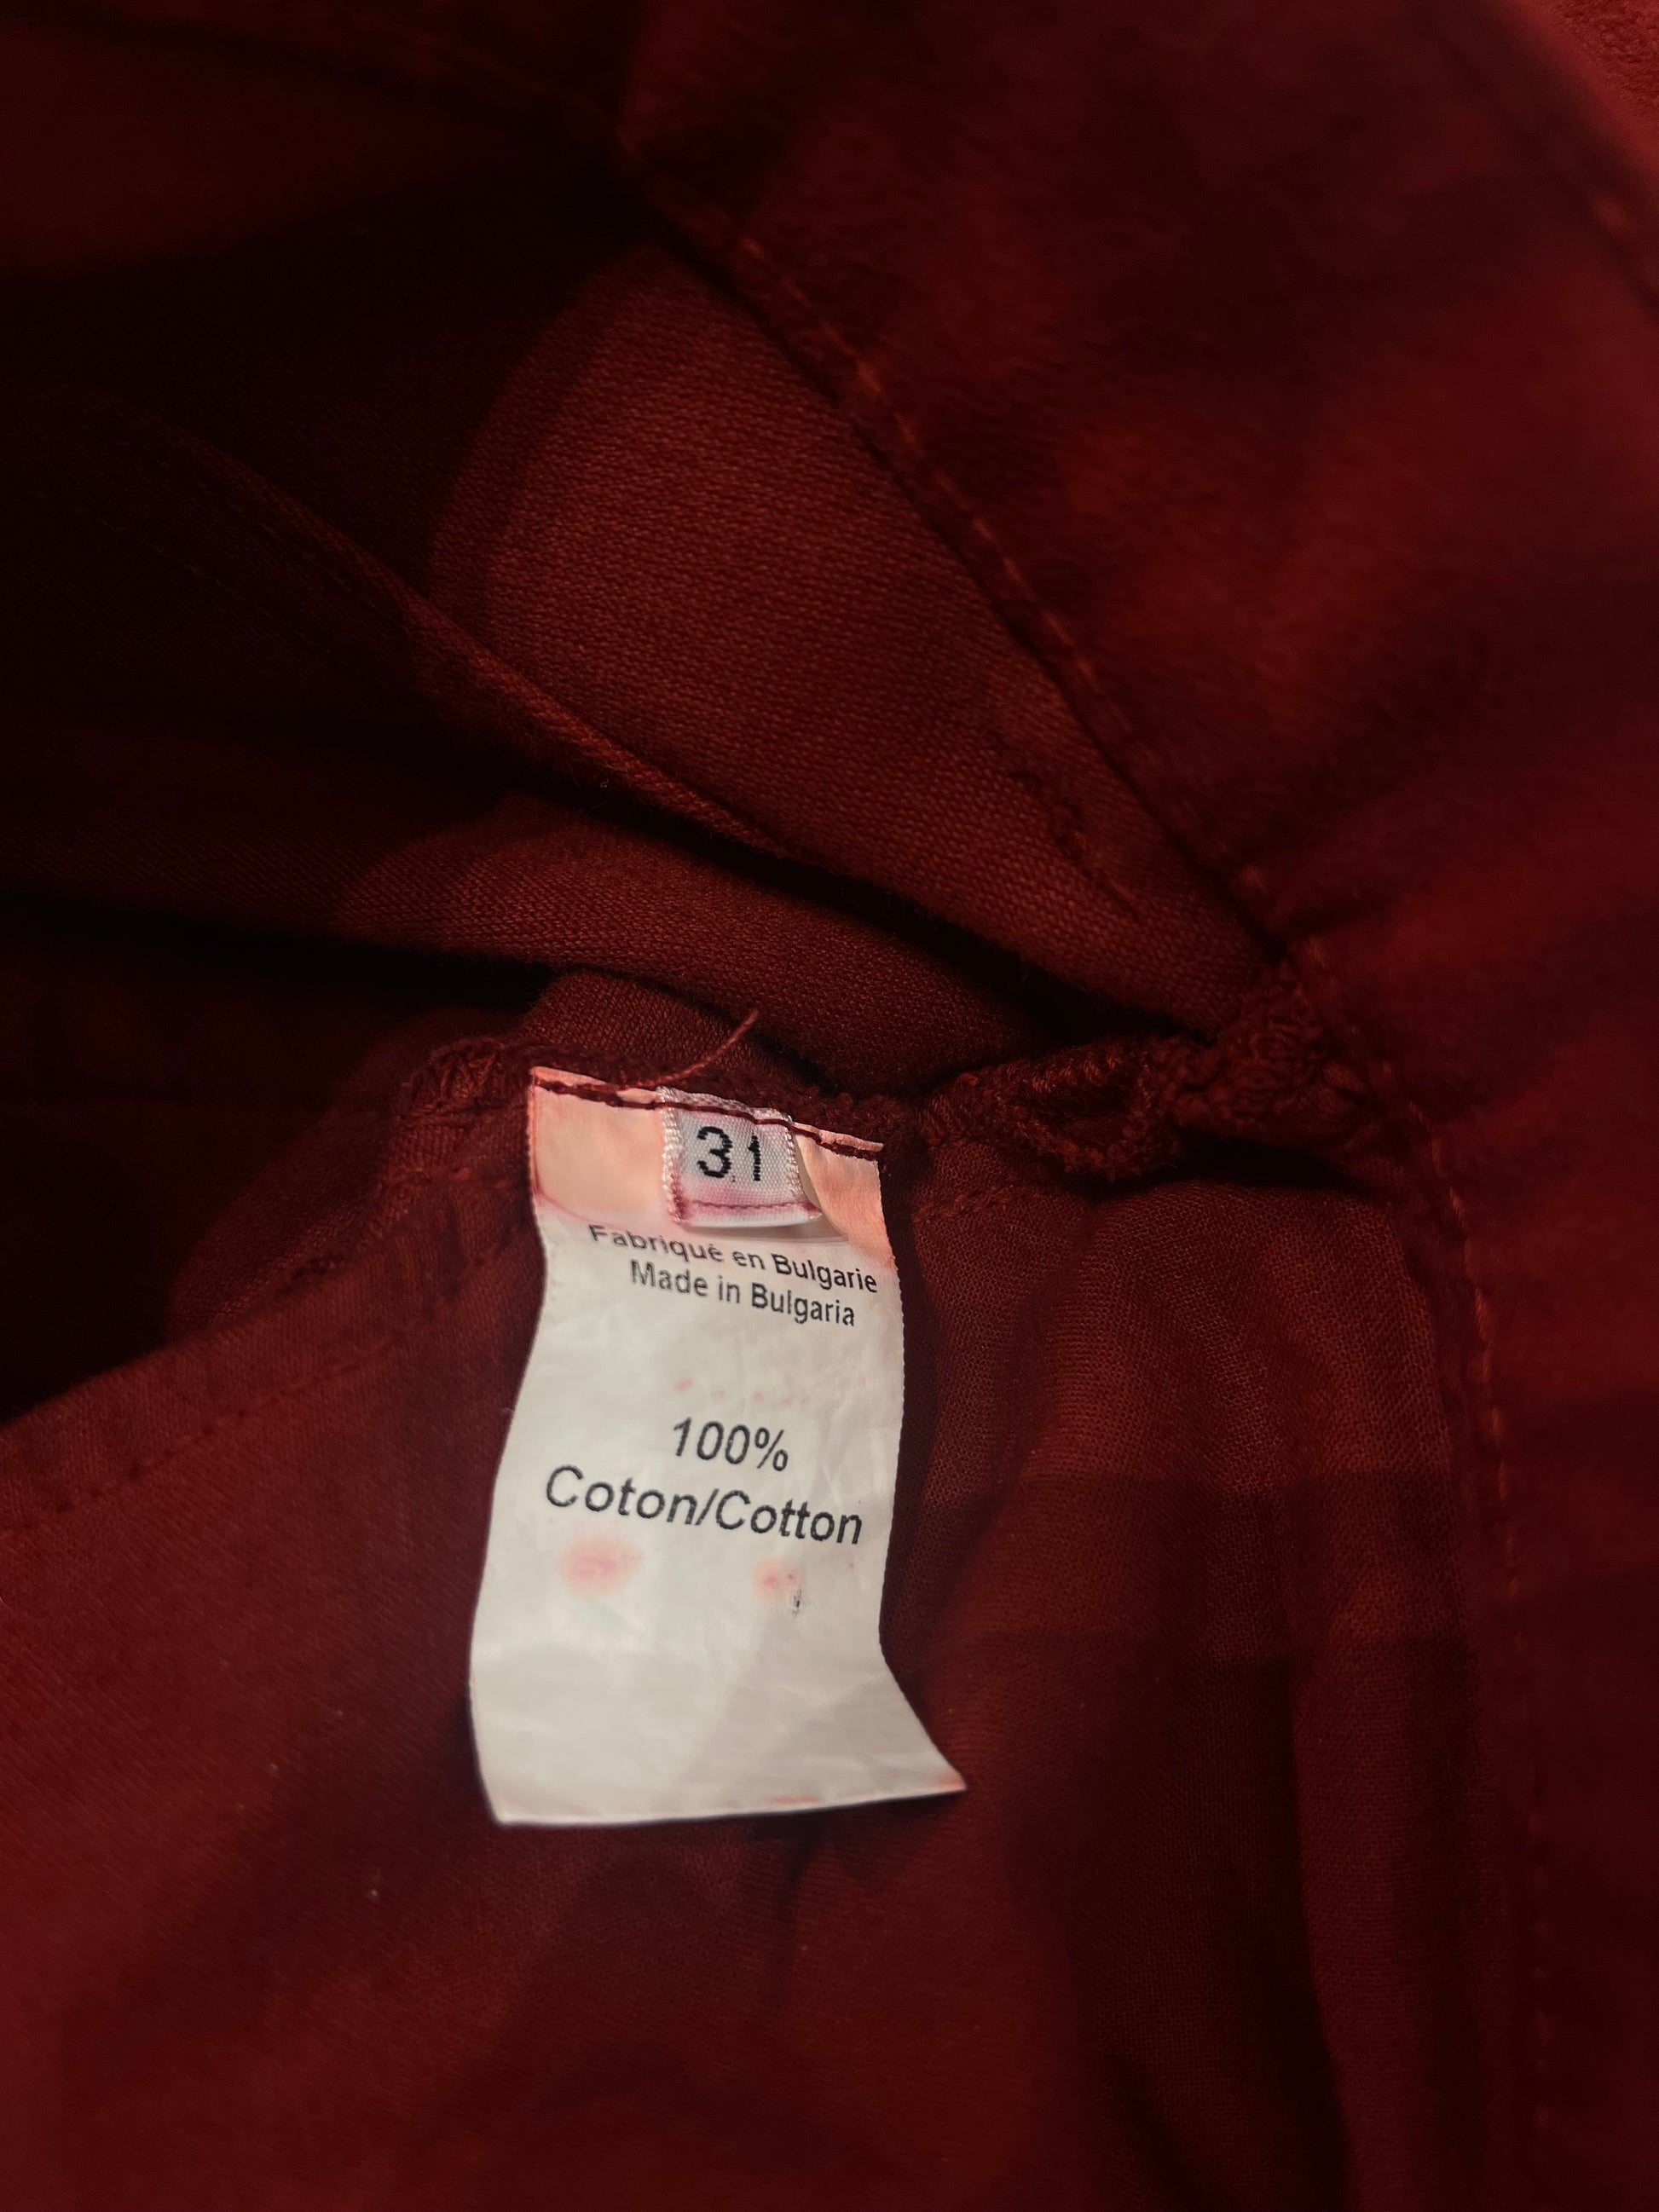 31
Fabriqué en Bulgarie
Made in Bulgaria
100%
Coton/Cotton